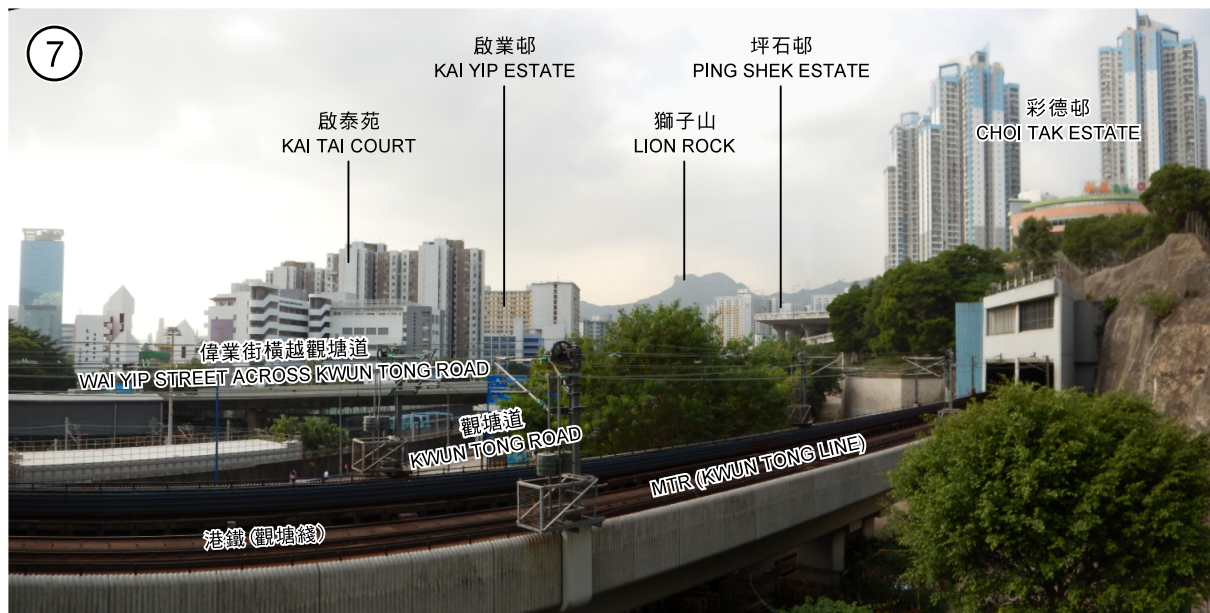 7
啟業邨
KAI YIP ESTATE
坪石邨
PING SHEK ESTATE
啟泰苑
KAI TAI COURT
獅子山
LION ROCK
彩德邨
CHOI TAK ESTATE
偉業街橫越觀塘道
WAI YIP STREET ACROSS KWUN TONG ROAD
觀塘道
KWUN TONG ROAD
MTR (KWUN TONG LINE)
港鐵 (觀塘綫)